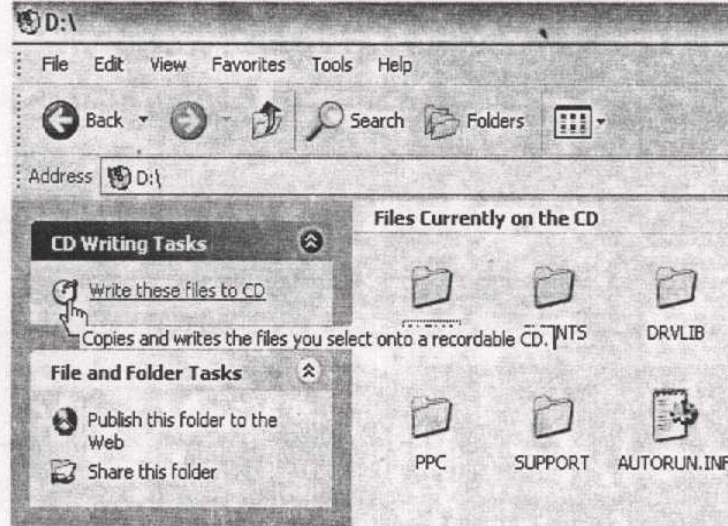 D:\
File Edit View Favorites Tools Help
Back Search Folders
Address D:\
CD Writing Tasks
Write these files to CD
Copies and writes the files you select onto a recordable CD.
File and Folder Tasks
Publish this folder to the
Web
Share this folder
Files Currently on the CD
NTS DRVLIB
PPC SUPPORT AUTORUN.INF